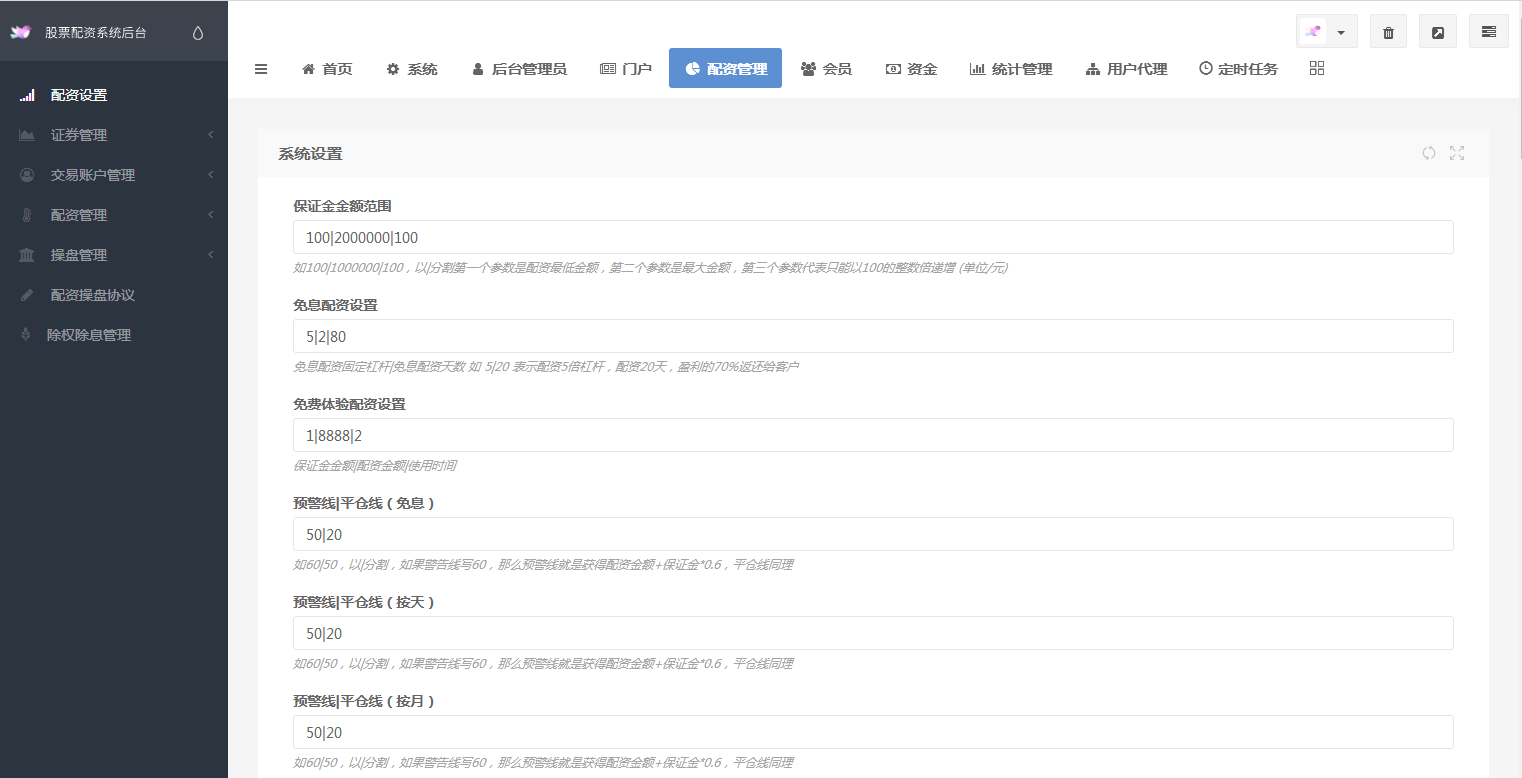 股票配资系统后台
首页 系统 后台管理员 门户 配资管理 会员 资金 统计管理 用户代理 定时任务
配资设置
证券管理
交易账户管理
配资管理
操盘管理
配资操盘协议
除权除息管理
系统设置
保证金金额范围
100|2000000|100
如100|1000000|100，以|分割第一个参数是配资最低金额，第二个参数是最大金额，第三个参数代表只能以100的整数倍递增 (单位/元)
免息配资设置
5|2|80
免息配资固定杠杆|免息配资天数 如 5|20 表示配资5倍杠杆，配资20天，盈利的70%返还给客户
免费体验配资设置
1|8888|2
保证金金额|配资金额|使用时间
预警线|平仓线（免息）
50|20
如60|50，以|分割，如果警告线写60，那么预警线就是获得配资金额+保证金*0.6，平仓线同理
预警线|平仓线（按天）
50|20
如60|50，以|分割，如果警告线写60，那么预警线就是获得配资金额+保证金*0.6，平仓线同理
预警线|平仓线（按月）
50|20
如60|50，以|分割，如果警告线写60，那么预警线就是获得配资金额+保证金*0.6，平仓线同理